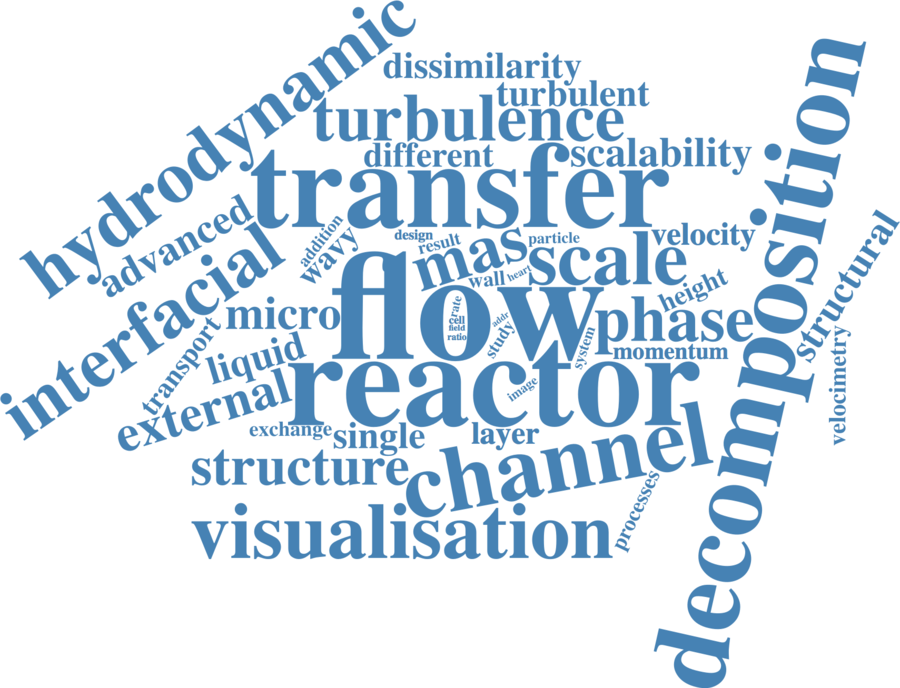 hydrodynamic
dissimilarity
turbulent
turbulence
different
scalability
transfer
decomposition
advanced
addition
wavy
design
result
particle
velocity
structural
mas
scale
wall
heart
height
interfacial
flow
rate
cell
field
ratio
addr
study
system
micro
phase
momentum
transport
liquid
reactor
image
velocimetry
external
exchange
single
layer
channel
structure
processes
visualisation